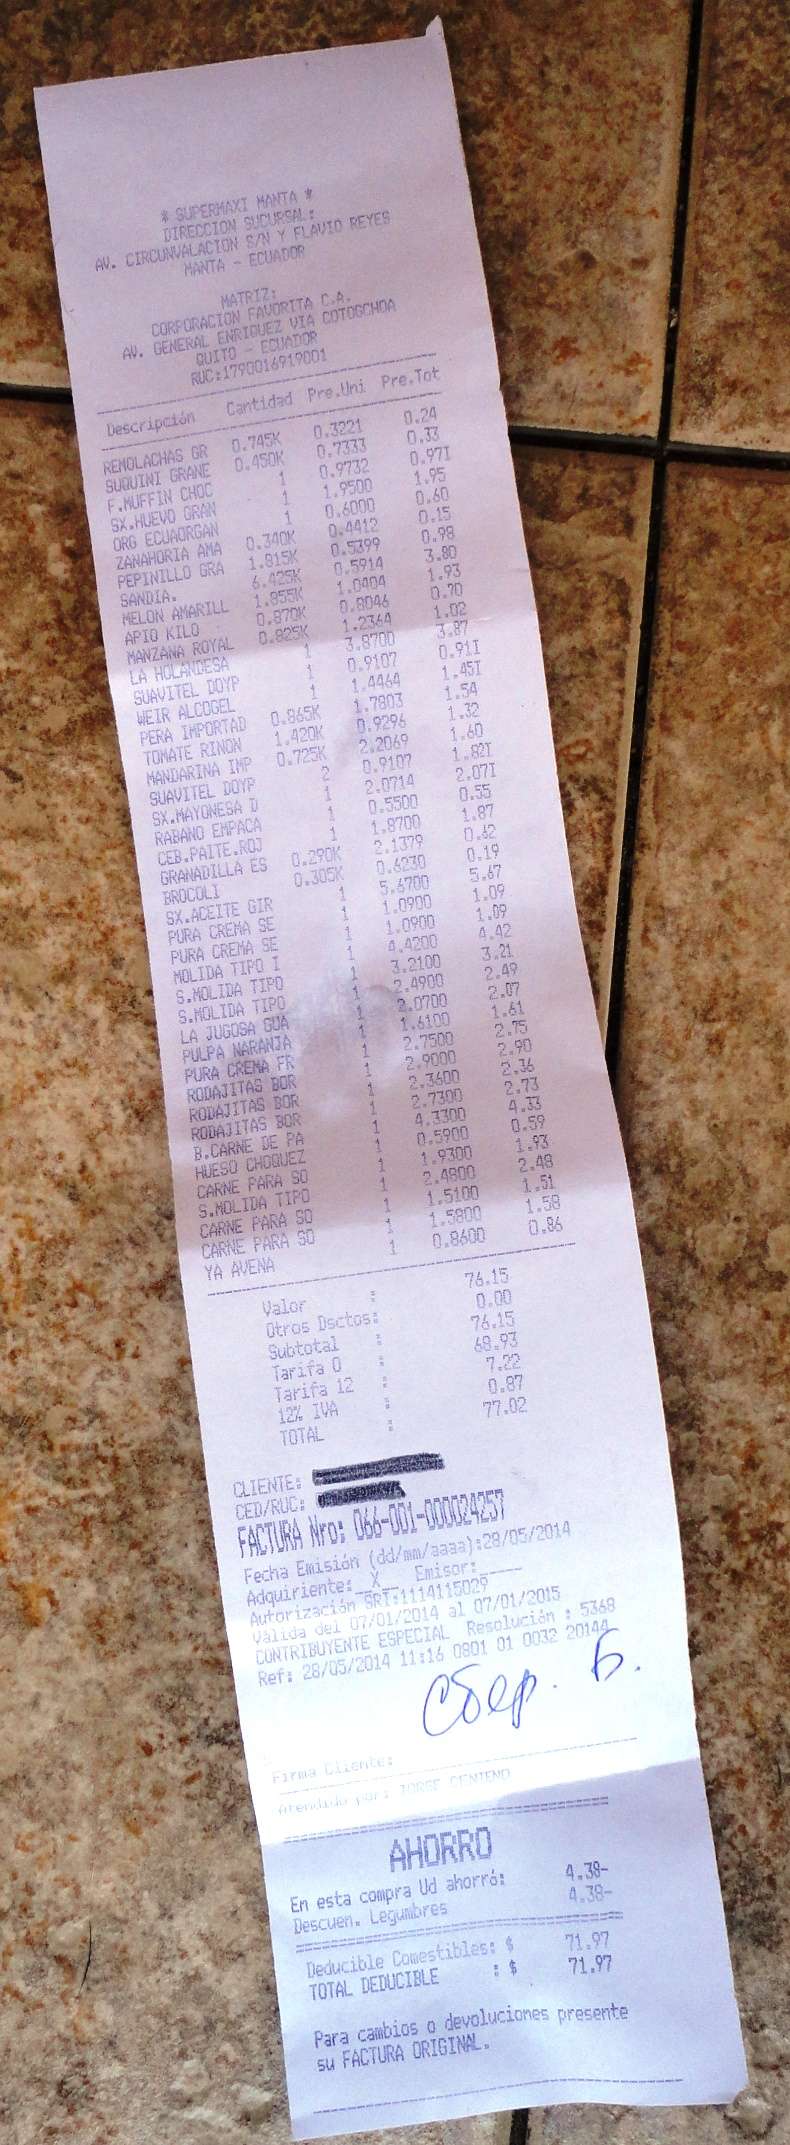 * SUPERMAXI MANTA *
DIRECCION SUCURSAL:
AV. CIRCUNVALACION S/N Y FLAVIO REYES
MANTA - ECUADOR
MATRIZ:
CORPORACION FAVORITA C.A.
AV. GENERAL ENRIQUEZ VIA COTOGCHOA
QUITO - ECUADOR
RUC:1790016919001
Descripción Cantidad Pre.Uni Pre.Tot
REMOLACHAS GR 0.745K 0.3221 0.24
SUQUINI GRANE 0.450K 0.7333 0.33
F.MUFFIN CHOC 1 0.9732 0.97I
SX.HUEVO GRAN 1 1.9500 1.95
ORG ECUAORGAN 1 0.6000 0.60
ZANAHORIA AMA 0.340K 0.4412 0.15
PEPINILLO GRA 1.815K 0.5399 0.98
SANDIA. 6.425K 0.5914 3.80
MELON AMARILL 1.855K 1.0404 1.93
APIO KILO 0.870K 0.8046 0.70
MANZANA ROYAL 0.825K 1.2364 1.02
LA HOLANDESA 1 3.8700 3.87
SUAVITEL DOYP 1 0.9107 0.91I
WEIR ALCOGEL 1 1.4464 1.45I
PERA IMPORTAD 0.865K 1.7803 1.54
TOMATE RINON 1.420K 0.9296 1.32
MANDARINA IMP 0.725K 2.2069 1.60
SUAVITEL DOYP 2 0.9107 1.82I
SX.MAYONESA D 1 2.0714 2.07I
RABANO EMPACA 1 0.5500 0.55
CEB.PAITE.ROJ 1 1.8700 1.87
GRANADILLA ES 0.290K 2.1379 0.62
BROCOLI 0.305K 0.6230 0.19
SX.ACEITE GIR 1 5.6700 5.67
PURA CREMA SE 1 1.0900 1.09
PURA CREMA SE 1 1.0900 1.09
MOLIDA TIPO I 1 4.4200 4.42
S.MOLIDA TIPO 1 3.2100 3.21
S.MOLIDA TIPO 1 2.4900 2.49
LA JUGOSA GUA 1 2.0700 2.07
PULPA NARANJA 1 1.6100 1.61
PURA CREMA FR 1 2.7500 2.75
RODAJITAS BOR 1 2.9000 2.90
RODAJITAS BOR 1 2.3600 2.36
RODAJITAS BOR 1 2.7300 2.73
B.CARNE DE PA 1 4.3300 4.33
HUESO CHOQUEZ 1 0.5900 0.59
CARNE PARA SO 1 1.9300 1.93
S.MOLIDA TIPO 1 2.4800 2.48
CARNE PARA SO 1 1.5100 1.51
CARNE PARA SO 1 1.5800 1.58
YA AVENA 1 0.8600 0.86
Valor : 76.15
Otros Dsctos: 0.00
Subtotal : 76.15
Tarifa 0 : 68.93
Tarifa 12 : 7.22
12% IVA : 0.87
TOTAL : 77.02
CLIENTE:
CED/RUC:
FACTURA Nro: 066-001-000024257
Fecha Emisión (dd/mm/aaaa):28/05/2014
Adquiriente:__X__ Emisor:____
Autorización SRI:1114115029
Válida del 07/01/2014 al 07/01/2015
CONTRIBUYENTE ESPECIAL Resolución : 5368
Ref: 28/05/2014 11:16 0801 01 0032 20144
Сбер. Б.
Firma Cliente:
Atendido por: JORGE CENTENO
AHORRO
En esta compra Ud ahorró: 4.38-
Descuen. Legumbres 4.38-
Deducible Comestibles: $ 71.97
TOTAL DEDUCIBLE : $ 71.97
Para cambios o devoluciones presente
su FACTURA ORIGINAL.